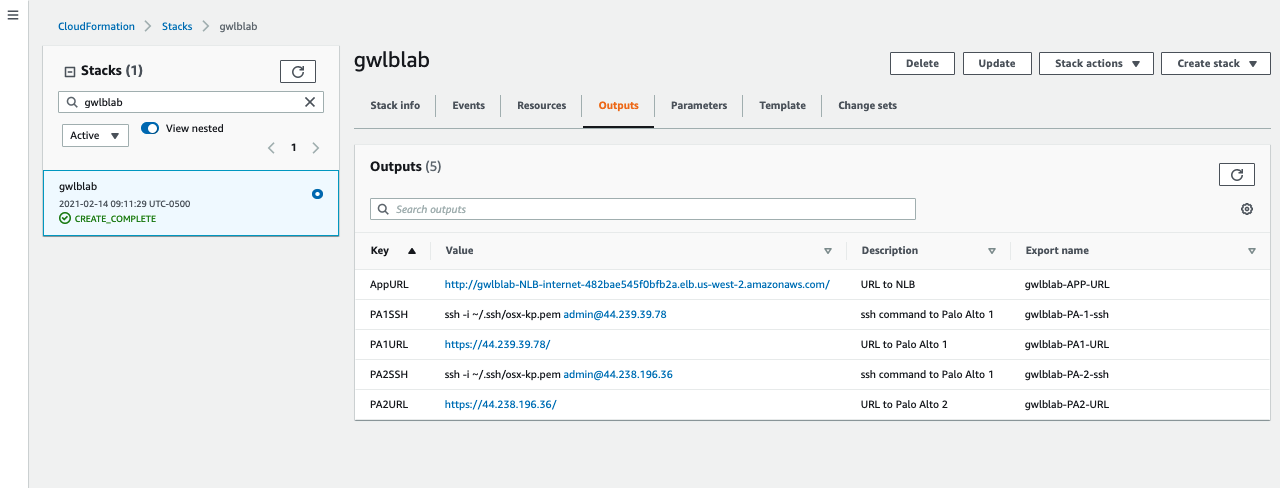 CloudFormation > Stacks > gwlblab
Stacks (1)
gwlblab
Active
View nested
1
gwlblab
2021-02-14 09:11:29 UTC-0500
CREATE_COMPLETE
gwlblab
Delete Update Stack actions Create stack
Stack info Events Resources Outputs Parameters Template Change sets
Outputs (5)
Search outputs
Key Value Description Export name
AppURL http://gwlblab-NLB-internet-482bae545f0bfb2a.elb.us-west-2.amazonaws.com/ URL to NLB gwlblab-APP-URL
PA1SSH ssh -i ~/.ssh/osx-kp.pem admin@44.239.39.78 ssh command to Palo Alto 1 gwlblab-PA-1-ssh
PA1URL https://44.239.39.78/ URL to Palo Alto 1 gwlblab-PA1-URL
PA2SSH ssh -i ~/.ssh/osx-kp.pem admin@44.238.196.36 ssh command to Palo Alto 1 gwlblab-PA-2-ssh
PA2URL https://44.238.196.36/ URL to Palo Alto 2 gwlblab-PA2-URL